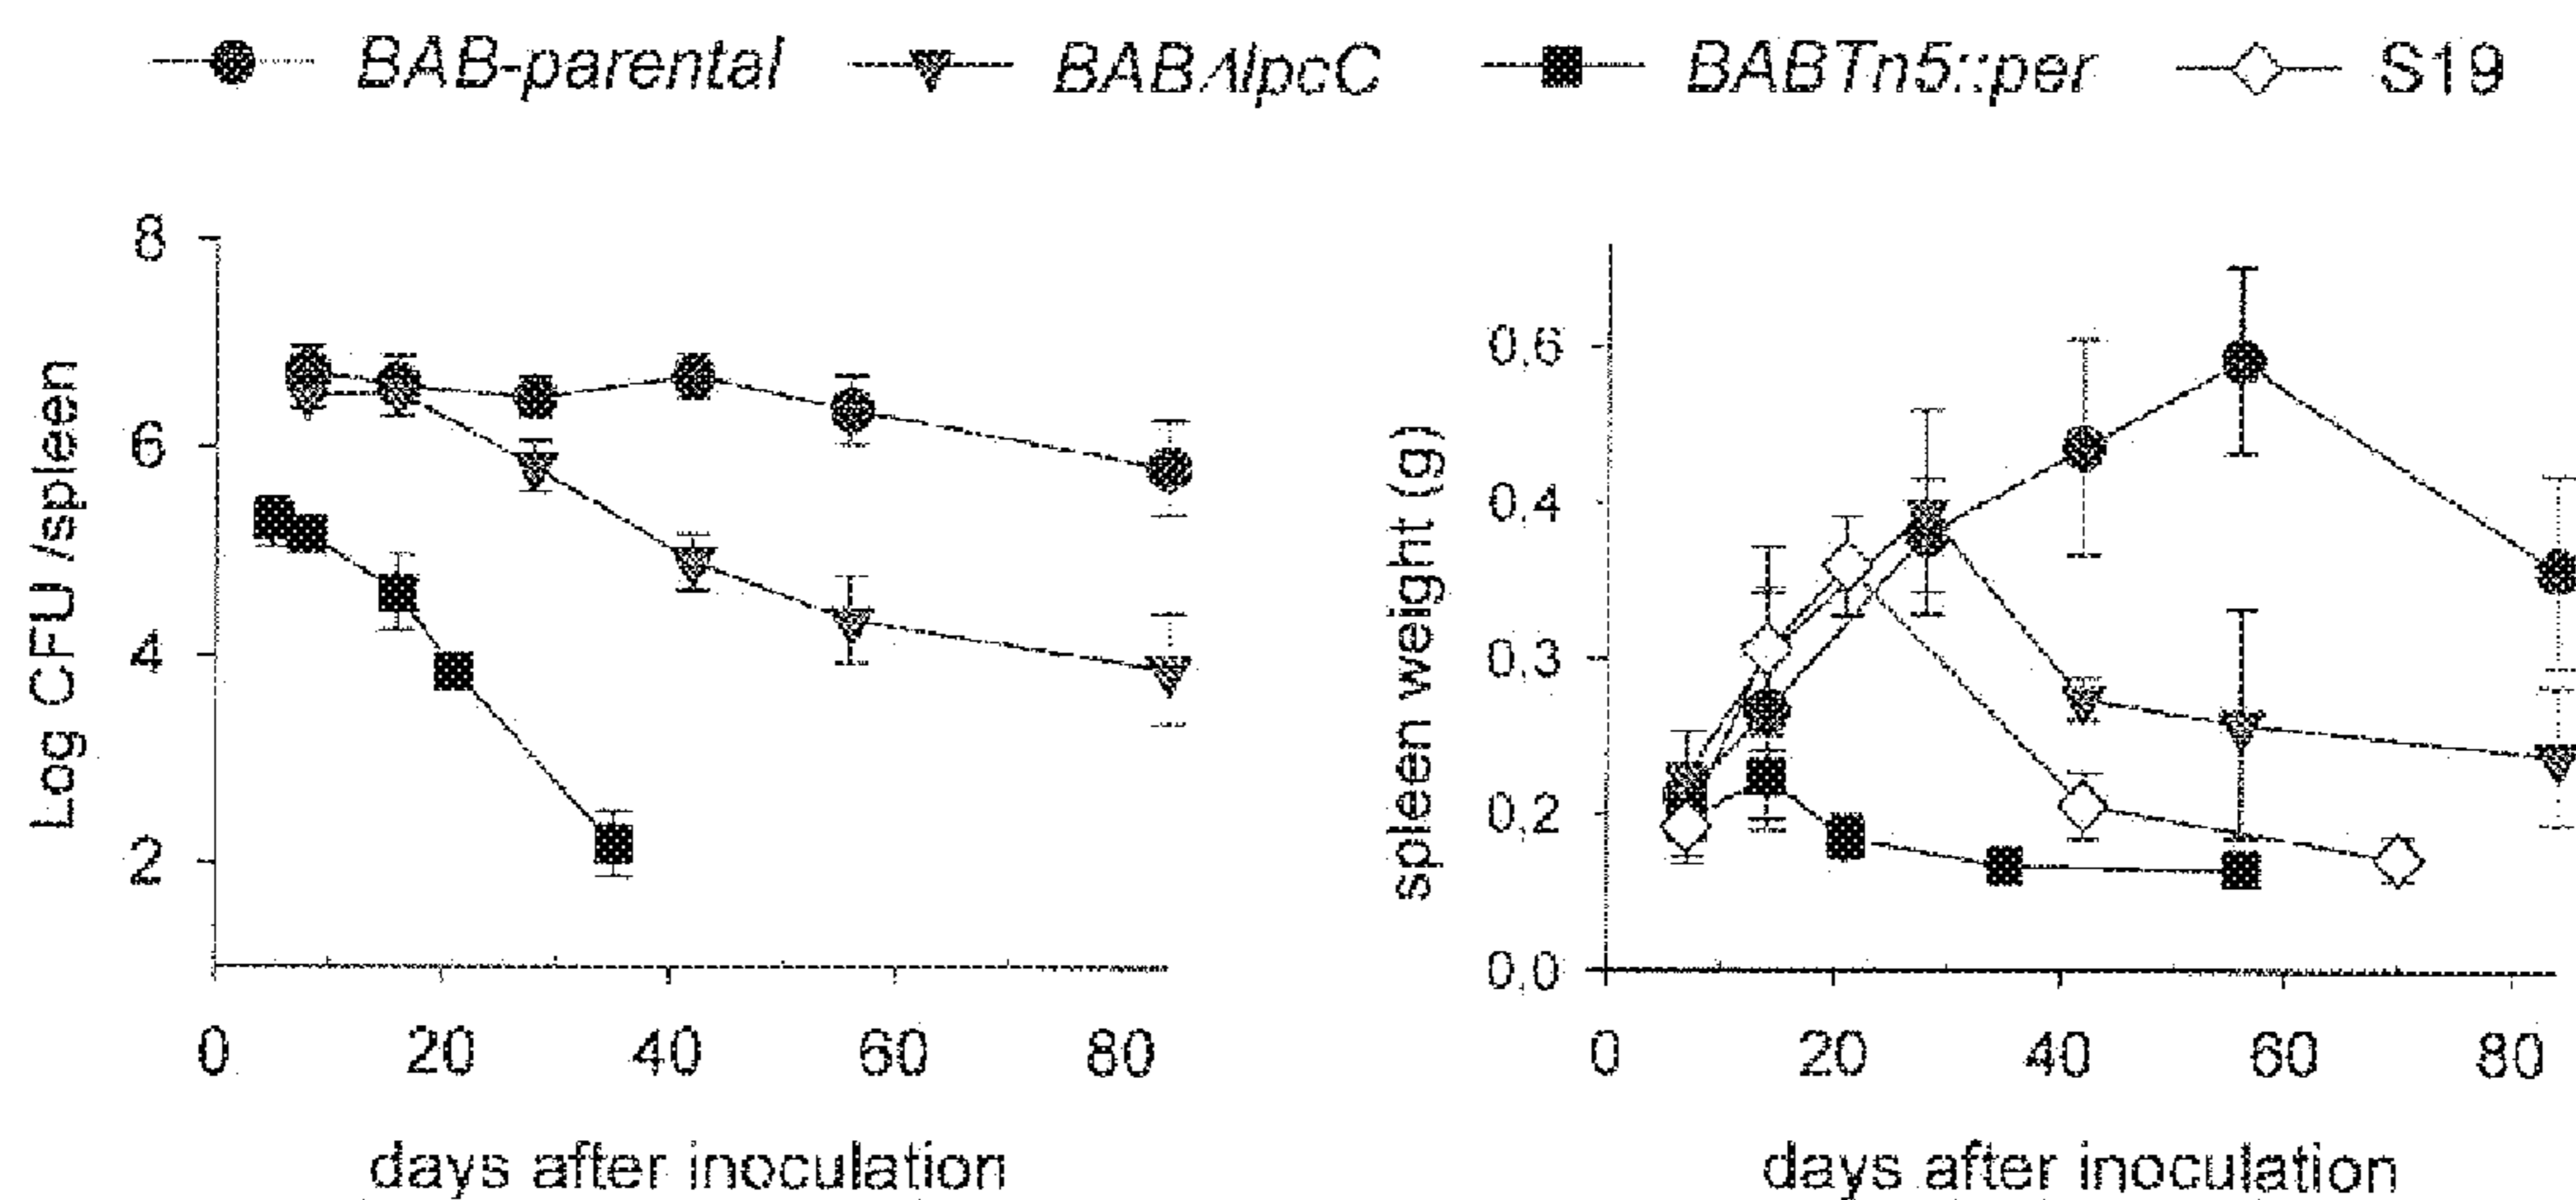 BAB-parental BABΔlpcC BABTn5::per S19
Log CFU /spleen
8
6
4
2
0 20 40 60 80
days after inoculation
spleen weight (g)
0,6
0,4
0,3
0,2
0,0
0 20 40 60 80
days after inoculation